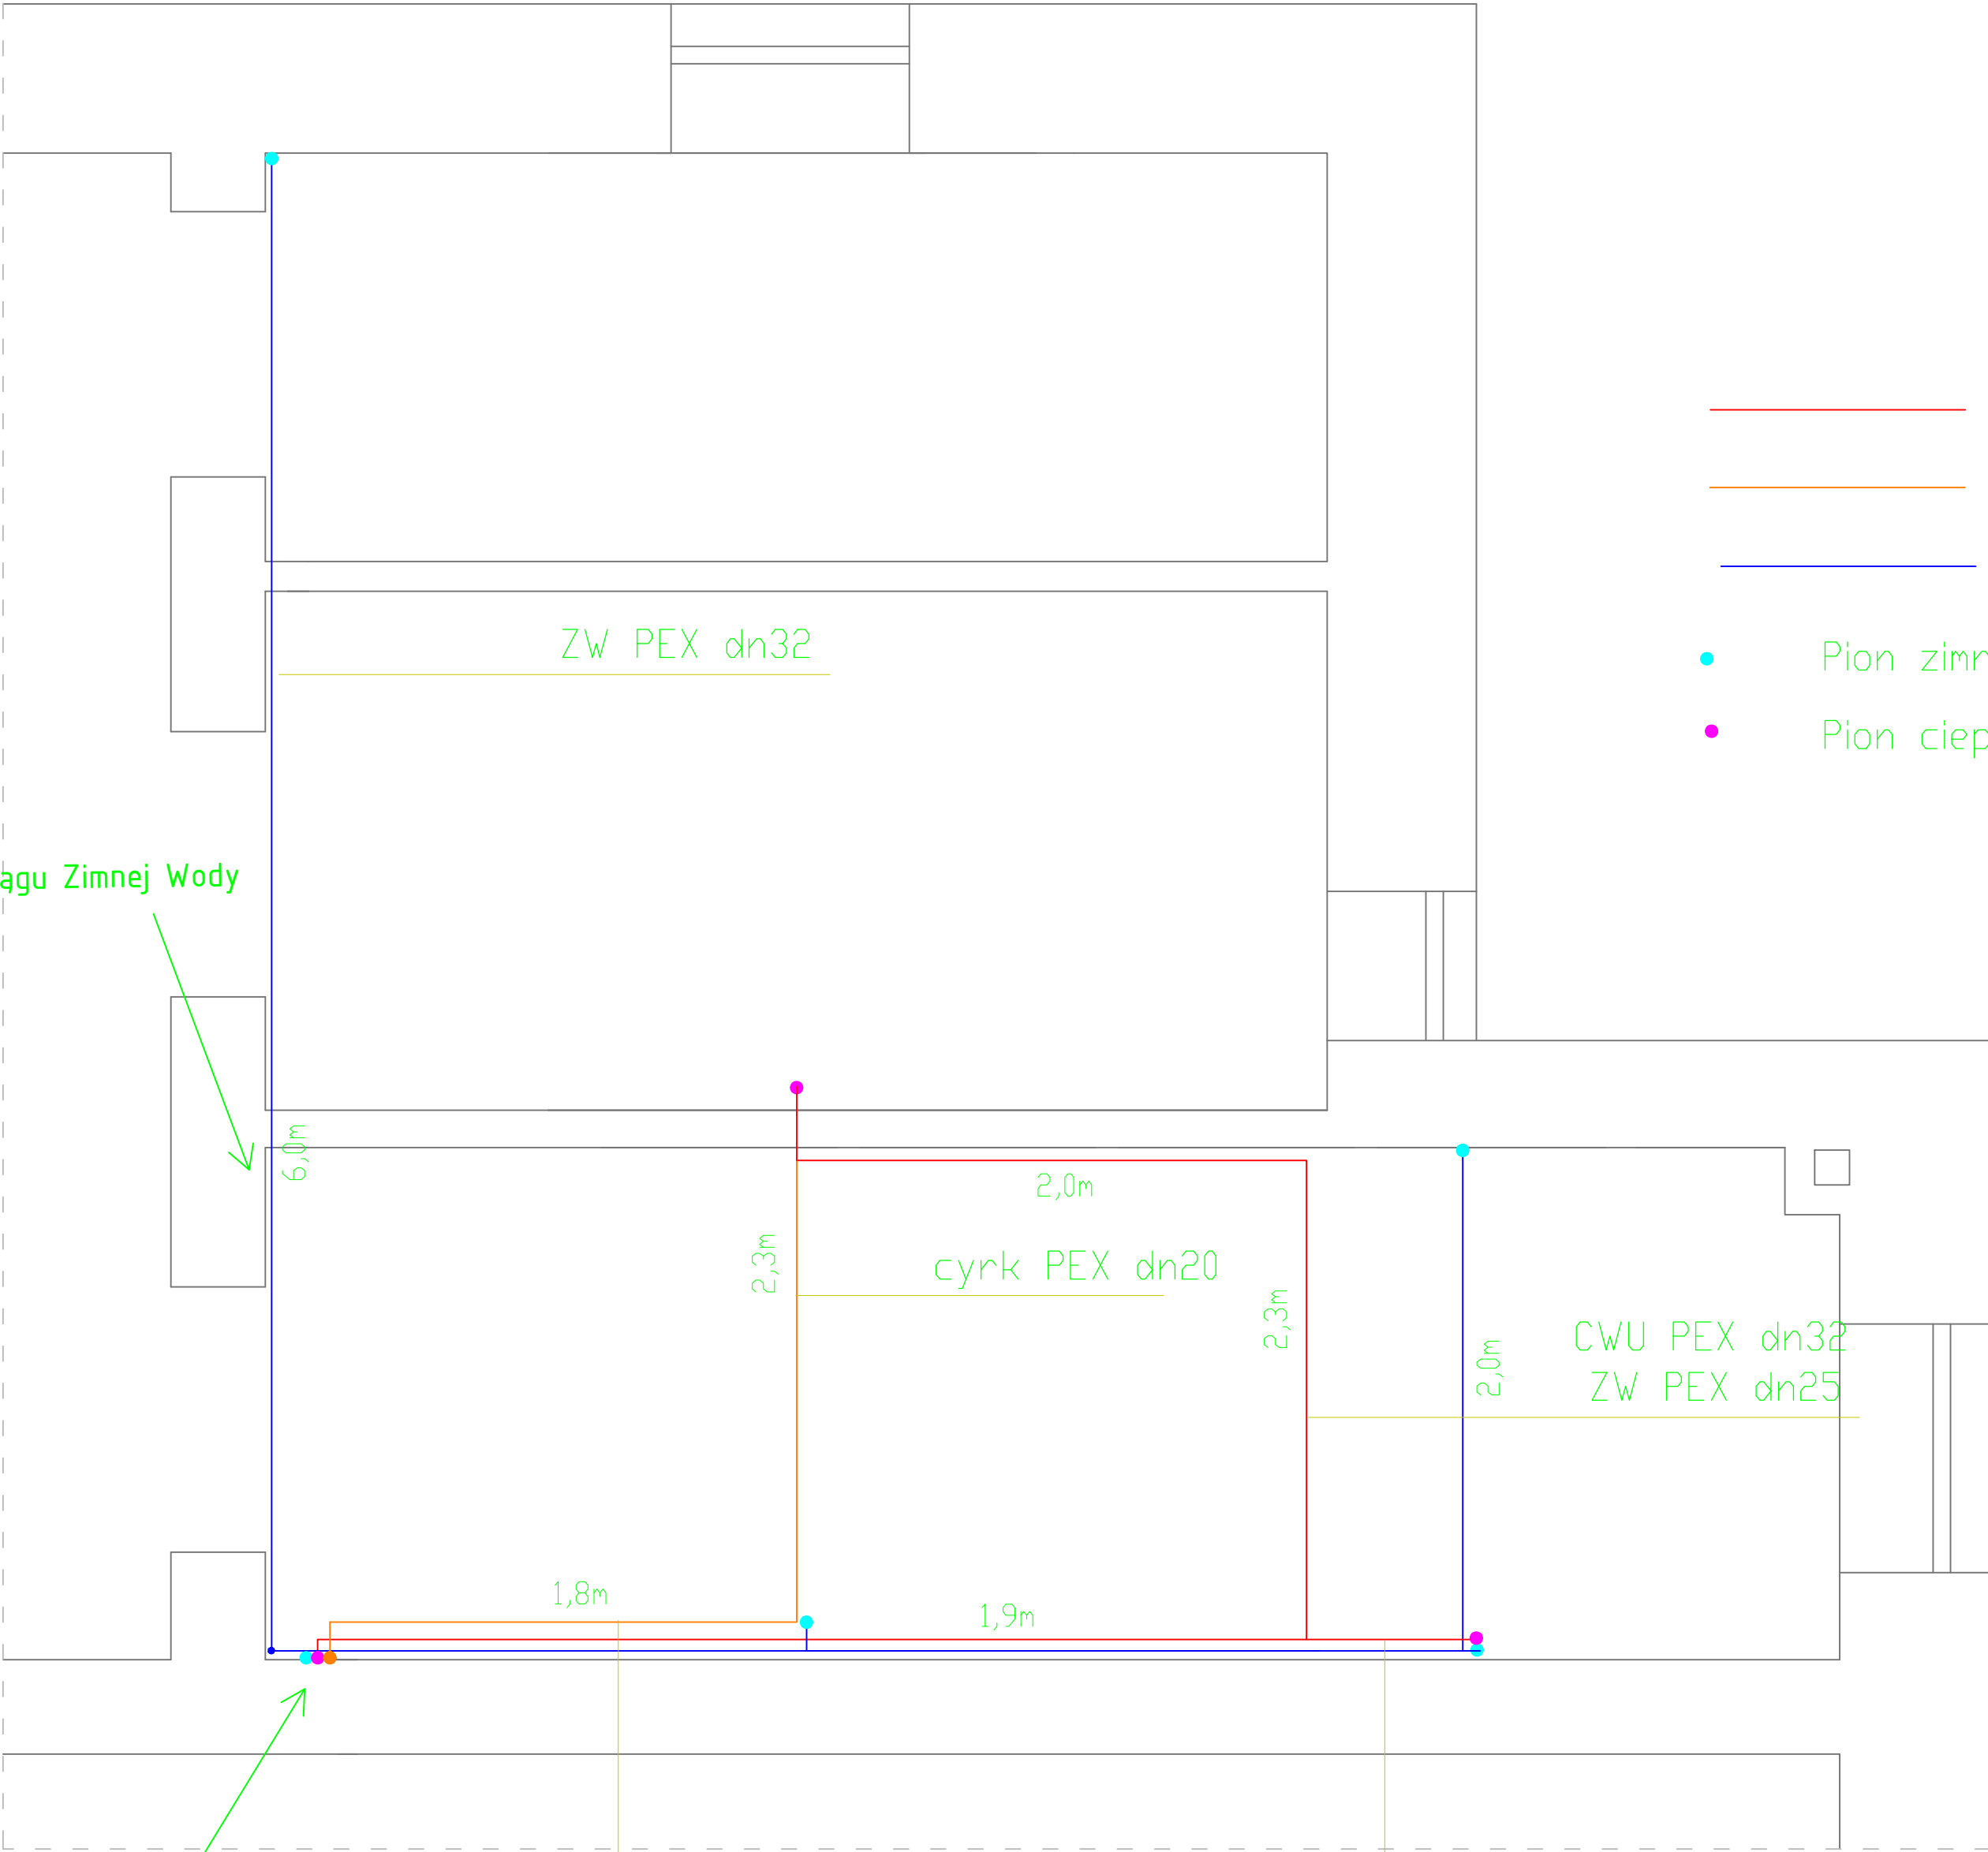 ZW PEX dn32
Pion zimn
Pion ciep
agu Zimnej Wody
6,0m
2,0m
2,3m
cyrk PEX dn20
2,3m
CWU PEX dn32
2,0m
ZW PEX dn25
1,8m
1,9m